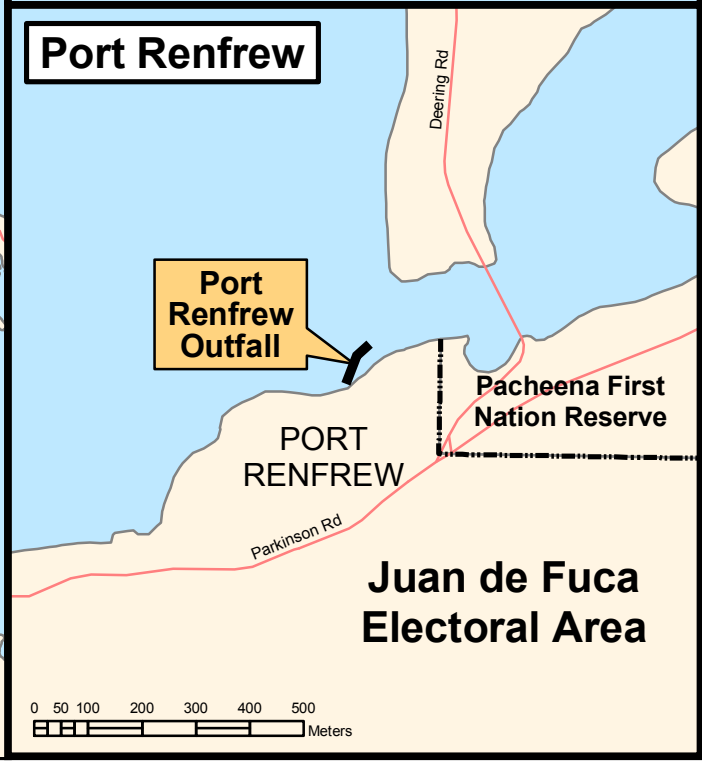 Port Renfrew
Deering Rd
Port
Renfrew
Outfall
Pacheena First
Nation Reserve
PORT
RENFREW
Parkinson Rd
Juan de Fuca
Electoral Area
0 50 100 200 300 400 500
Meters